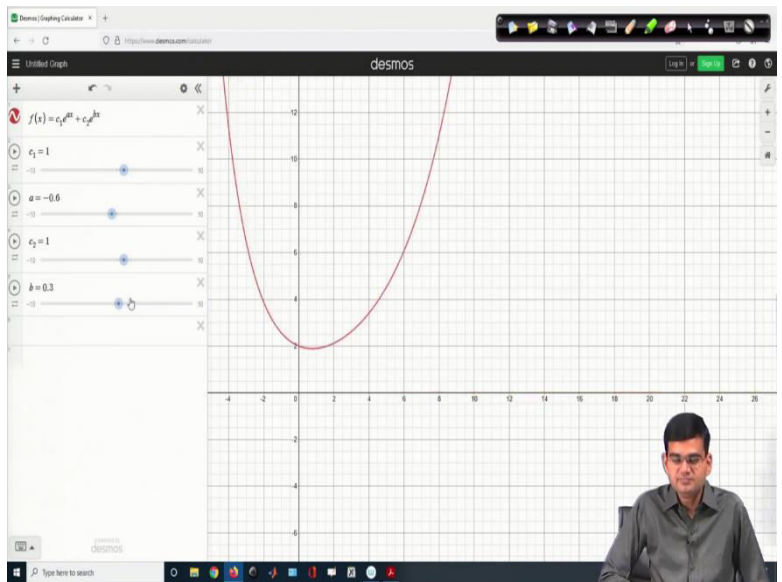 Desmos | Graphing Calculator × +
https://www.desmos.com/calculator
Untitled Graph
desmos
Log In or Sign Up
f(x) = c₁e^{ax} + c₂e^{bx}
c₁ = 1
-10 10
a = −0.6
-10 10
c₂ = 1
-10 10
b = 0.3
-10 10
12
10
8
6
4
2
-4 -2 0 2 4 6 8 10 12 14 16 18 20 22 24 26
-2
-4
-6
POWERED BY
desmos
Type here to search